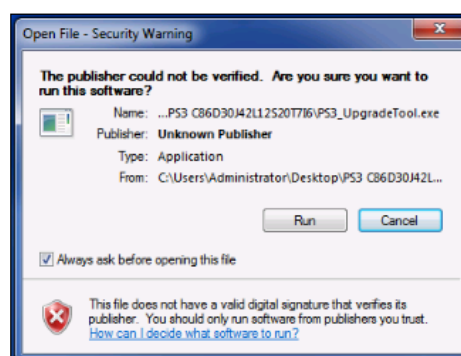 Open File - Security Warning
The publisher could not be verified. Are you sure you want to
run this software?
Name: ...PS3 C86D30J42L12S20T7I6\PS3_UpgradeTool.exe
Publisher: Unknown Publisher
Type: Application
From: C:\Users\Administrator\Desktop\PS3 C86D30J42L...
Run Cancel
Always ask before opening this file
This file does not have a valid digital signature that verifies its
publisher. You should only run software from publishers you trust.
How can I decide what software to run?